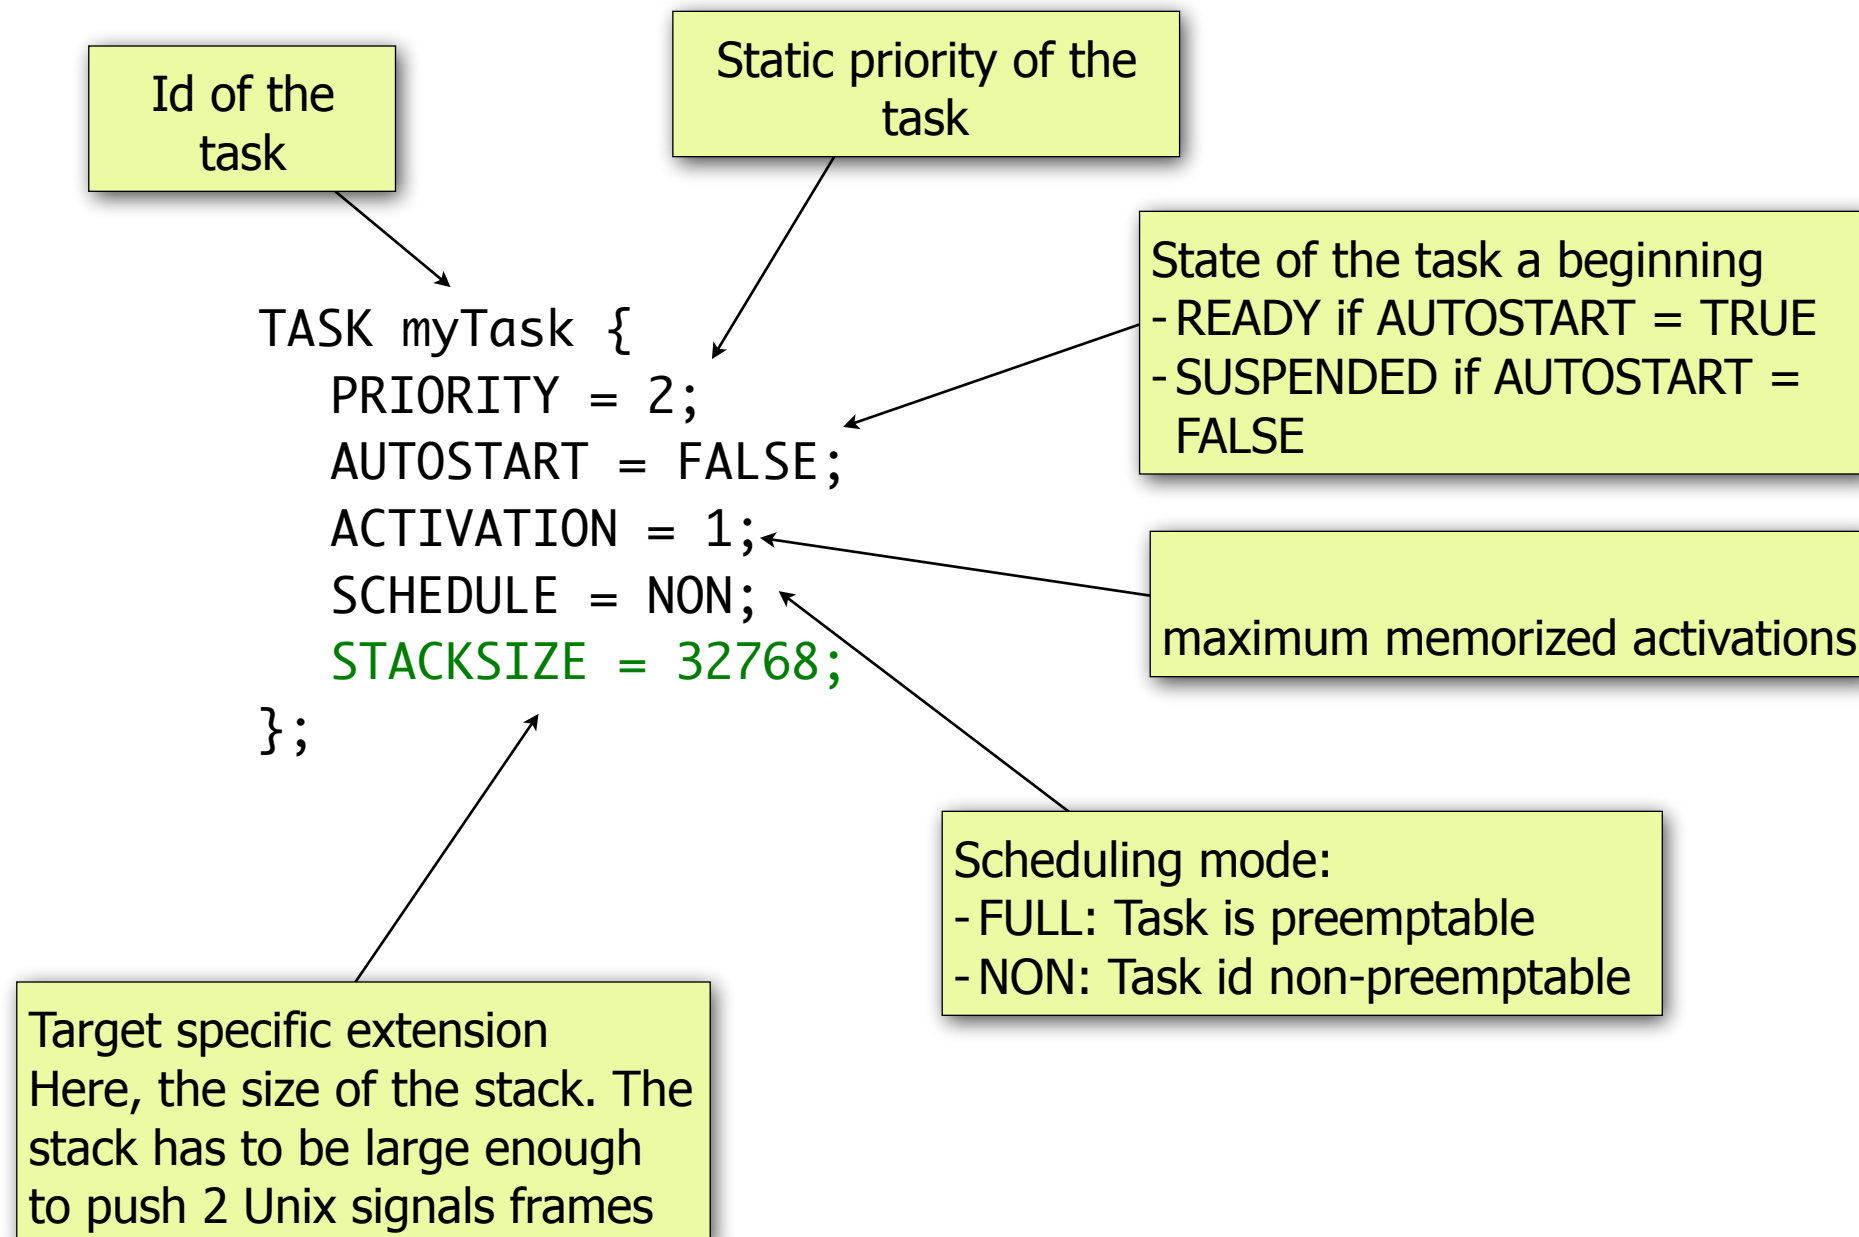 Id of the
task
Static priority of the
task
State of the task a beginning
- READY if AUTOSTART = TRUE
- SUSPENDED if AUTOSTART =
FALSE
TASK myTask {
PRIORITY = 2;
AUTOSTART = FALSE;
ACTIVATION = 1;
SCHEDULE = NON;
STACKSIZE = 32768;
};
maximum memorized activations
Scheduling mode:
- FULL: Task is preemptable
- NON: Task id non-preemptable
Target specific extension
Here, the size of the stack. The
stack has to be large enough
to push 2 Unix signals frames